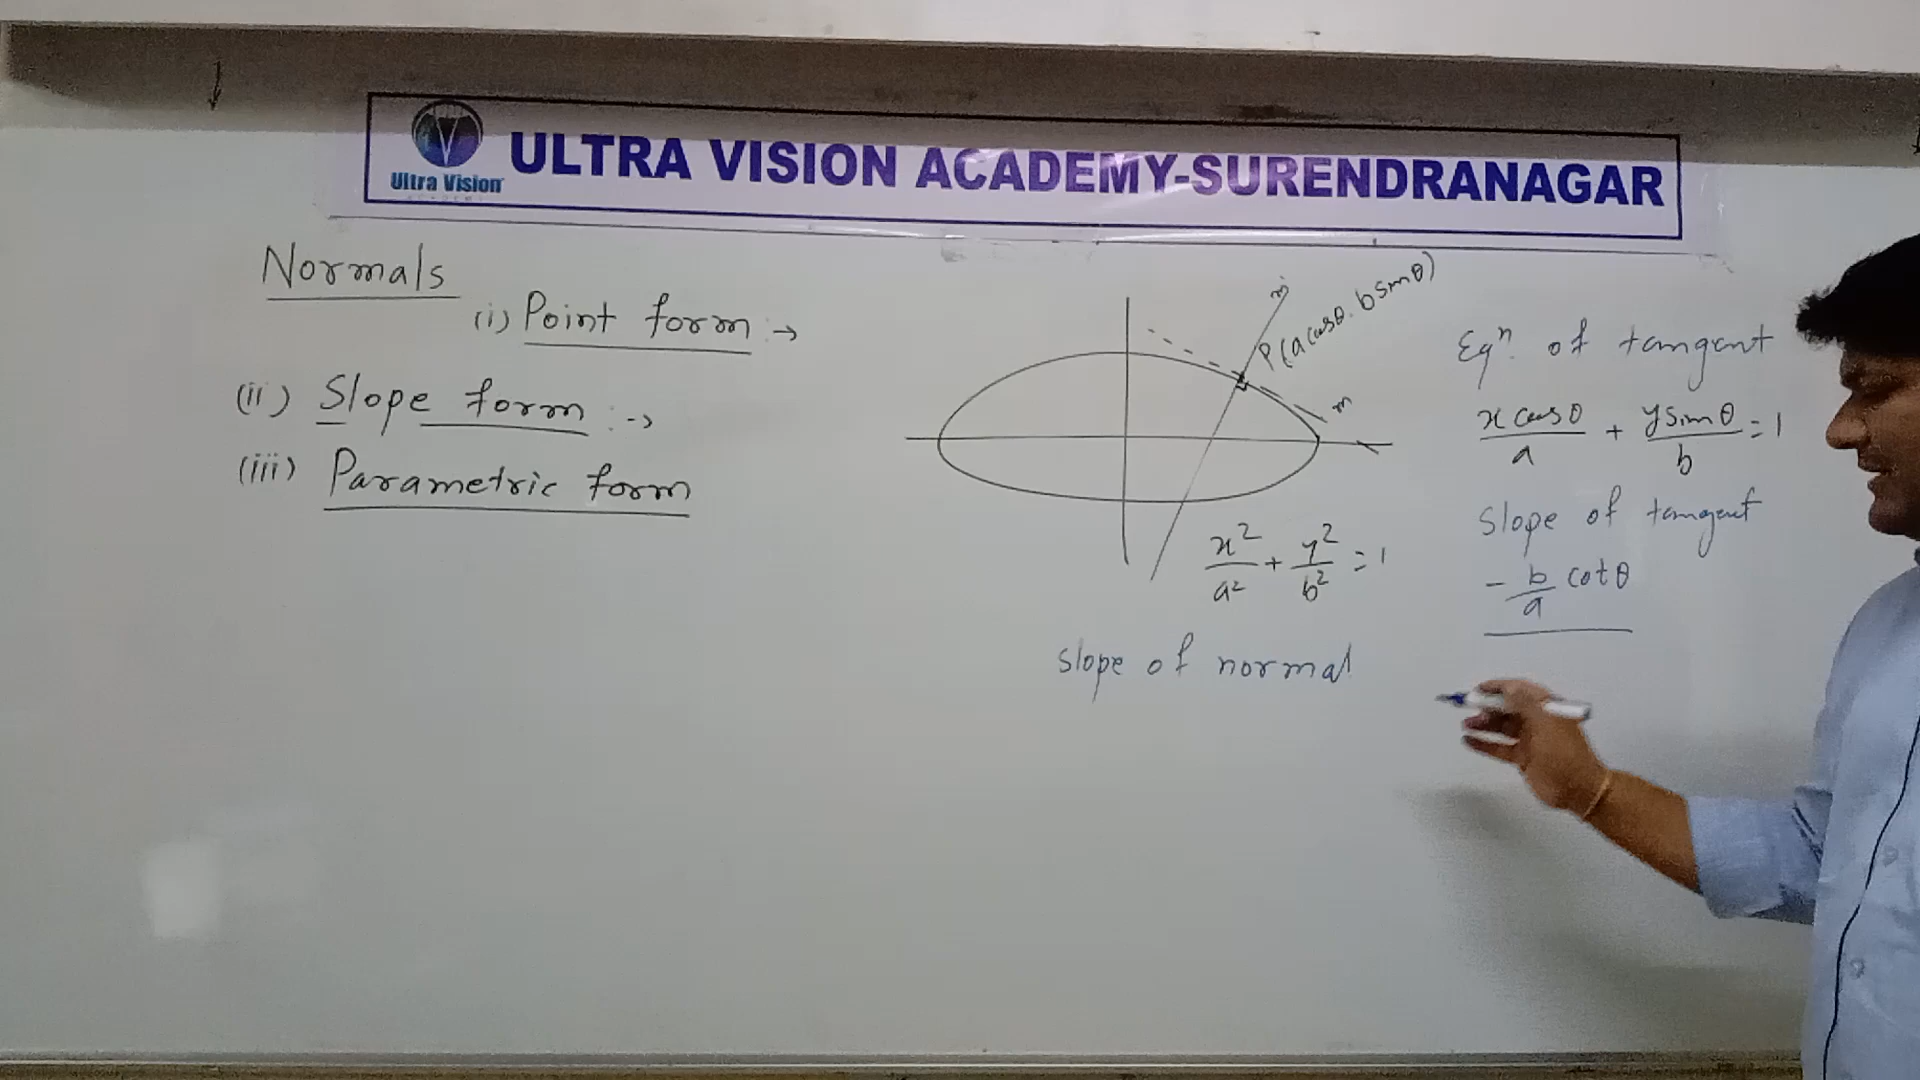 Ultra Vision
ULTRA VISION ACADEMY-SURENDRANAGAR
Normals
(i) Point form :→
(ii) Slope form :→
(iii) Parametric form
P(a cosθ, b sinθ)
m
x²/a² + y²/b² = 1
Eqⁿ. of tangent
x cosθ/a + y sinθ/b = 1
Slope of tangent
- b/a cotθ
slope of normal